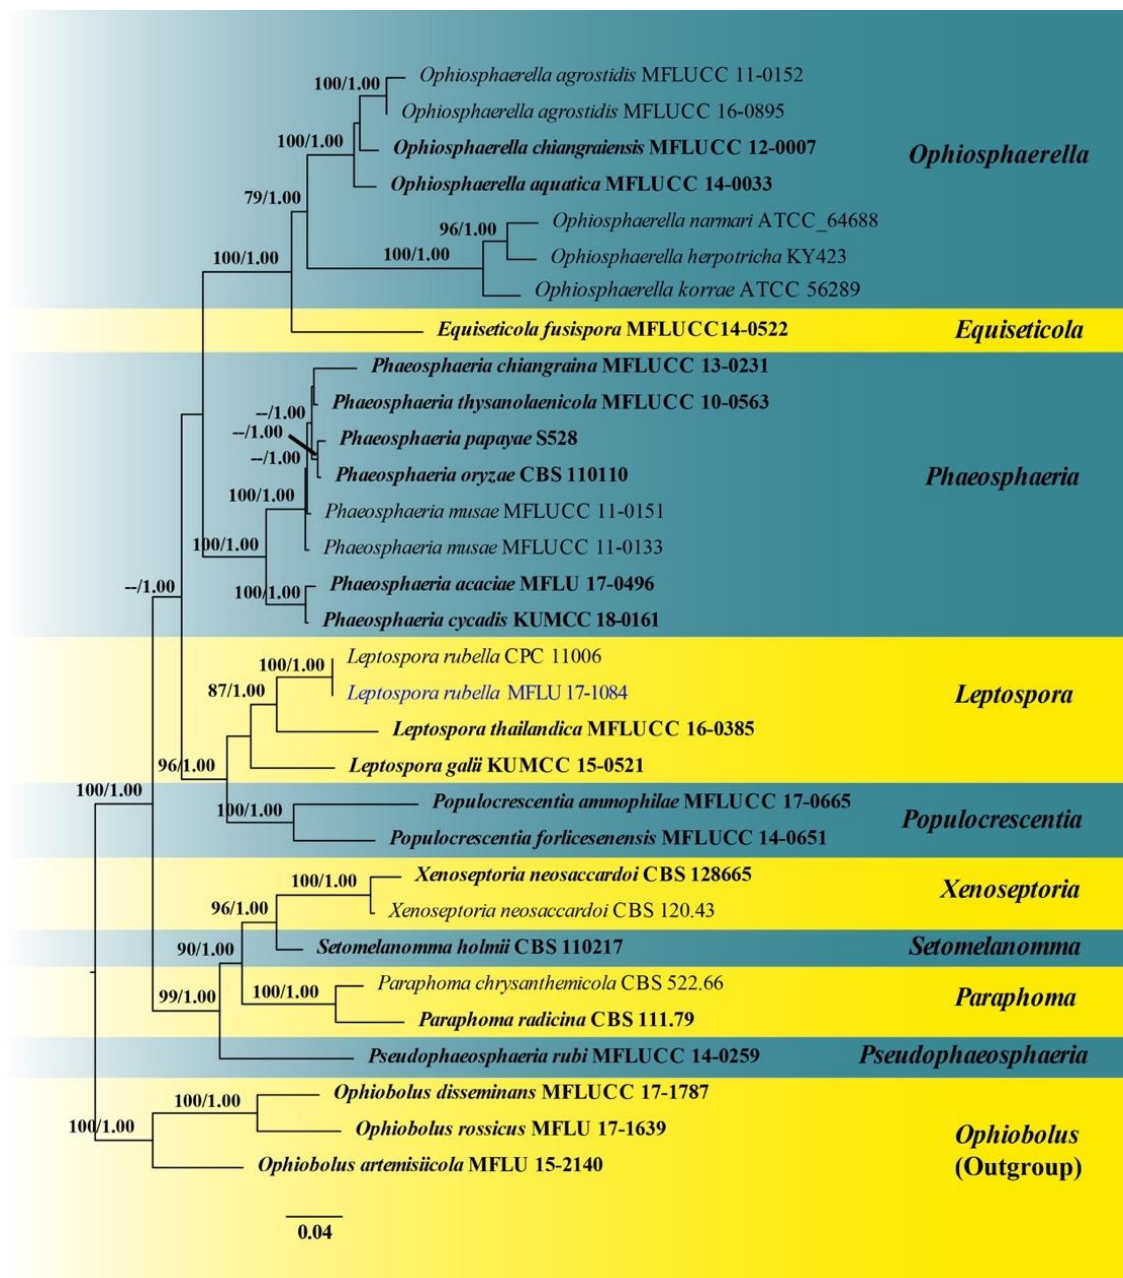 100/1.00
Ophiosphaerella agrostidis MFLUCC 11-0152
Ophiosphaerella agrostidis MFLUCC 16-0895
100/1.00
Ophiosphaerella chiangraiensis MFLUCC 12-0007
Ophiosphaerella
Ophiosphaerella aquatica MFLUCC 14-0033
79/1.00
Ophiosphaerella narmari ATCC_64688
96/1.00
100/1.00
100/1.00
Ophiosphaerella herpotricha KY423
Ophiosphaerella korrae ATCC 56289
Equiseticola fusispora MFLUCC14-0522
Equiseticola
Phaeosphaeria chiangraina MFLUCC 13-0231
Phaeosphaeria thysanolaenicola MFLUCC 10-0563
--/1.00
--/1.00
Phaeosphaeria papayae S528
--/1.00
Phaeosphaeria oryzae CBS 110110
Phaeosphaeria
100/1.00
Phaeosphaeria musae MFLUCC 11-0151
100/1.00
Phaeosphaeria musae MFLUCC 11-0133
--/1.00
Phaeosphaeria acaciae MFLU 17-0496
100/1.00
Phaeosphaeria cycadis KUMCC 18-0161
100/1.00
Leptospora rubella CPC 11006
87/1.00
Leptospora rubella MFLU 17-1084
Leptospora
Leptospora thailandica MFLUCC 16-0385
96/1.00
Leptospora galii KUMCC 15-0521
100/1.00
Populocrescentia ammophilae MFLUCC 17-0665
100/1.00
Populocrescentia
Populocrescentia forlicesenensis MFLUCC 14-0651
100/1.00
Xenoseptoria neosaccardoi CBS 128665
Xenoseptoria
96/1.00
Xenoseptoria neosaccardoi CBS 120.43
90/1.00
Setomelanomma holmii CBS 110217
Setomelanomma
Paraphoma chrysanthemicola CBS 522.66
99/1.00
100/1.00
Paraphoma
Paraphoma radicina CBS 111.79
Pseudophaeosphaeria rubi MFLUCC 14-0259
Pseudophaeosphaeria
Ophiobolus disseminans MFLUCC 17-1787
100/1.00
100/1.00
Ophiobolus rossicus MFLU 17-1639
Ophiobolus
(Outgroup)
Ophiobolus artemisiicola MFLU 15-2140
0.04